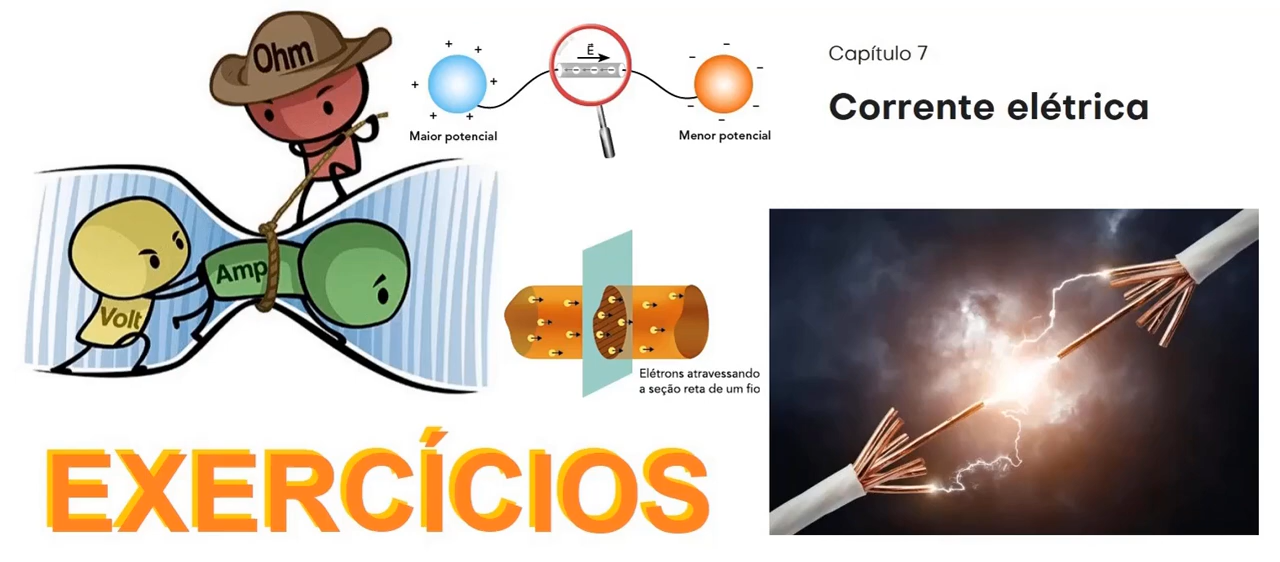 Ohm
E
Maior potencial
Menor potencial
Capítulo 7
Corrente elétrica
Volt
Amp
Elétrons atravessando
a seção reta de um fio
EXERCÍCIOS